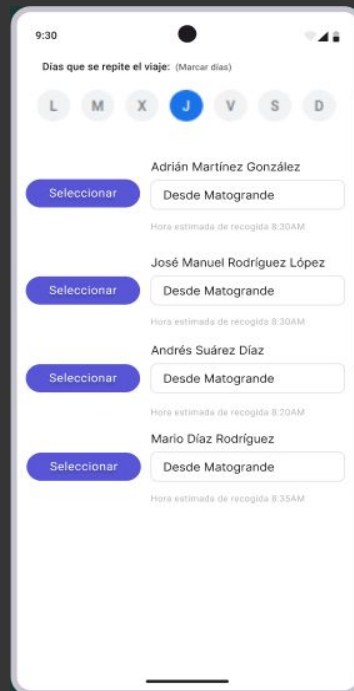 9:30
Días que se repite el viaje: (Marcar días)
L M X J V S D
Adrián Martínez González
Seleccionar Desde Matogrande
Hora estimada de recogida 8:30AM
José Manuel Rodríguez López
Seleccionar Desde Matogrande
Hora estimada de recogida 8:30AM
Andrés Suárez Díaz
Seleccionar Desde Matogrande
Hora estimada de recogida 8:20AM
Mario Díaz Rodríguez
Seleccionar Desde Matogrande
Hora estimada de recogida 8:35AM